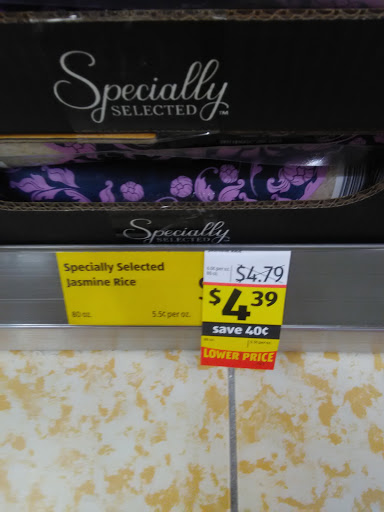 Specially
SELECTED™
Specially
SELECTED
Specially Selected
Jasmine Rice
80 oz.
5.5¢ per oz.
$4.79
$4.39
save 40¢
LOWER PRICE